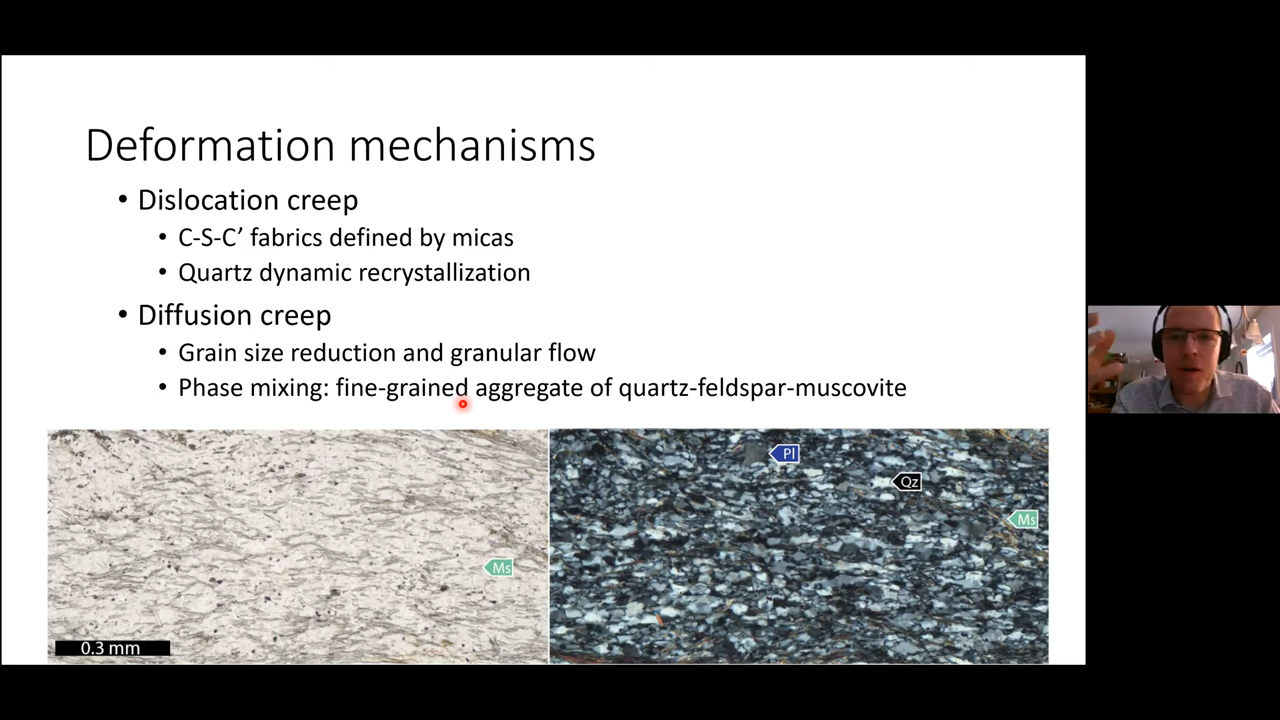 Deformation mechanisms
• Dislocation creep
• C-S-C’ fabrics defined by micas
• Quartz dynamic recrystallization
• Diffusion creep
• Grain size reduction and granular flow
• Phase mixing: fine-grained aggregate of quartz-feldspar-muscovite
Pl
Qz
Ms
Ms
0.3 mm